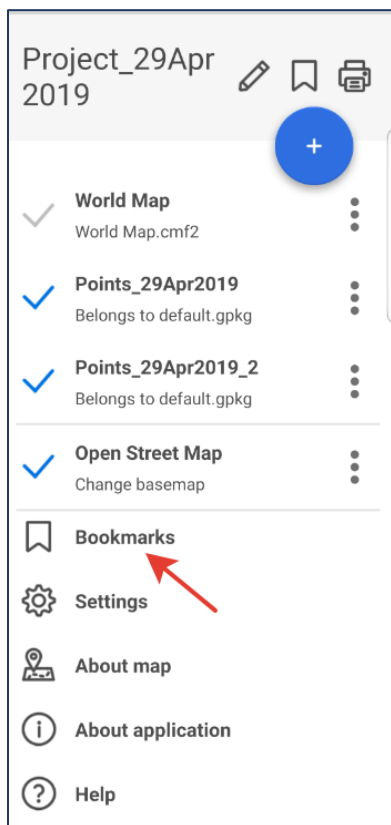 Project_29Apr
2019
World Map
World Map.cmf2
Points_29Apr2019
Belongs to default.gpkg
Points_29Apr2019_2
Belongs to default.gpkg
Open Street Map
Change basemap
Bookmarks
Settings
About map
About application
Help